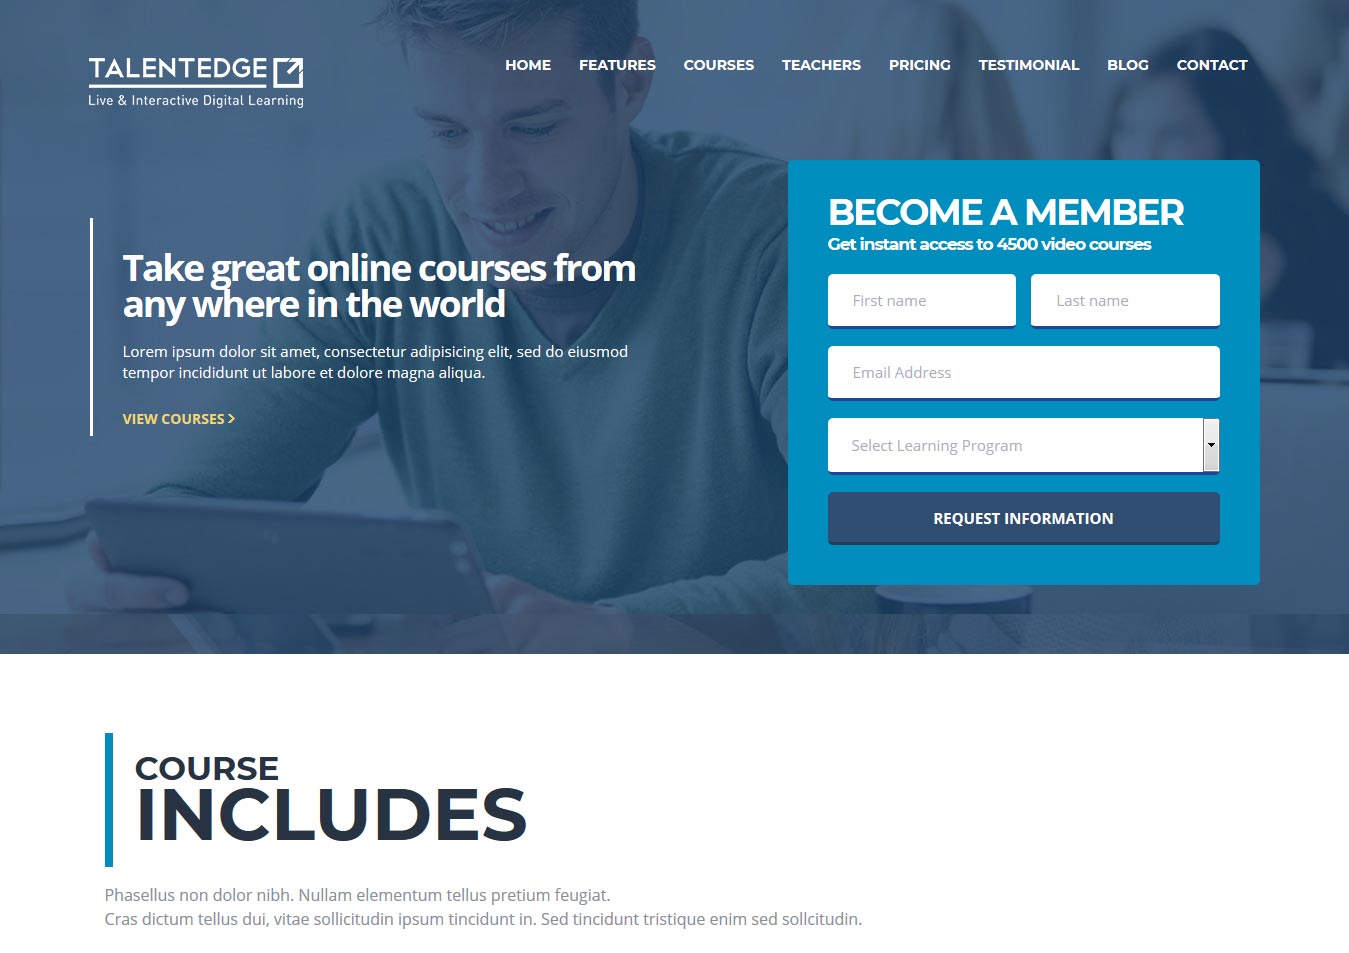 TALENTEDGE
Live & Interactive Digital Learning
HOME FEATURES COURSES TEACHERS PRICING TESTIMONIAL BLOG CONTACT
Take great online courses from
any where in the world
Lorem ipsum dolor sit amet, consectetur adipisicing elit, sed do eiusmod
tempor incididunt ut labore et dolore magna aliqua.
VIEW COURSES >
BECOME A MEMBER
Get instant access to 4500 video courses
First name Last name
Email Address
Select Learning Program
REQUEST INFORMATION
COURSE
INCLUDES
Phasellus non dolor nibh. Nullam elementum tellus pretium feugiat.
Cras dictum tellus dui, vitae sollicitudin ipsum tincidunt in. Sed tincidunt tristique enim sed sollcitudin.